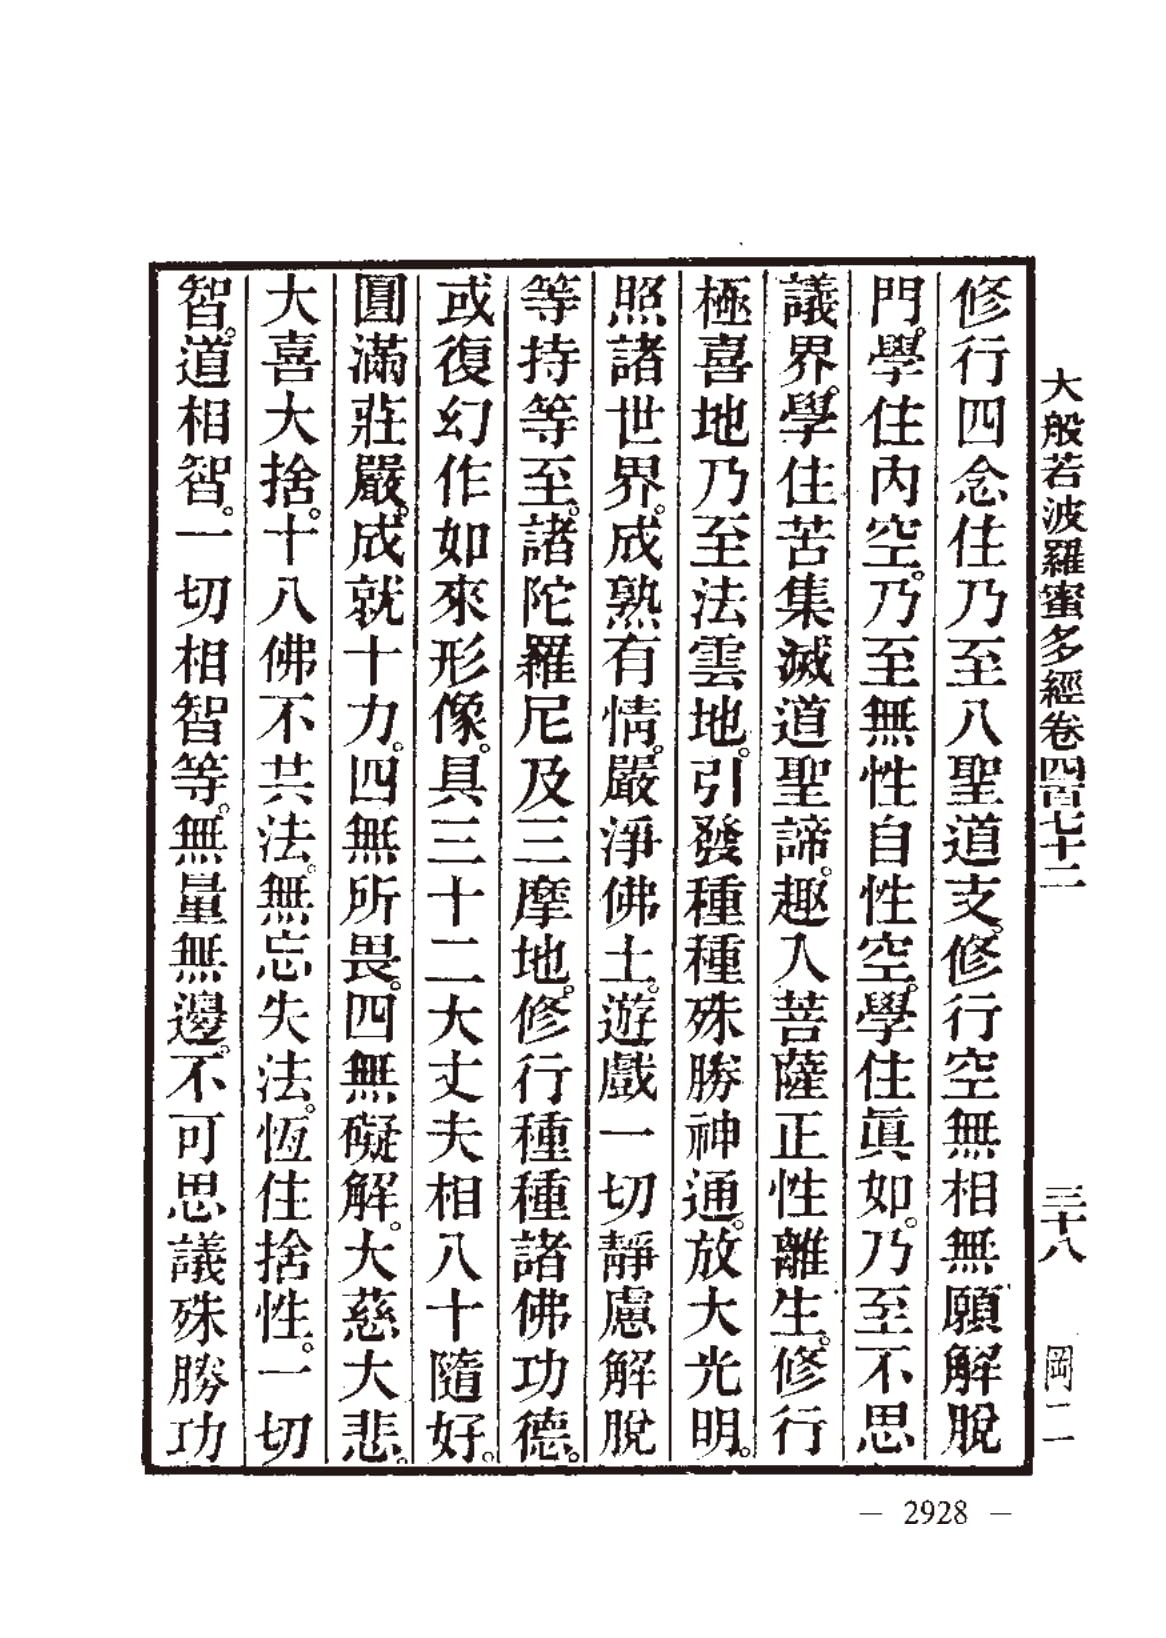 大般若波羅蜜多經卷四百七十二 三十八 岡二
修行四念住乃至八聖道支。修行空無相無願解脫
門。學住內空。乃至無性自性空。學住眞如。乃至不思
議界。學住苦集滅道聖諦。趣入菩薩正性離生。修行
極喜地乃至法雲地。引發種種殊勝神通。放大光明。
照諸世界。成熟有情。嚴淨佛土。遊戲一切靜慮解脫
等持等至。諸陀羅尼及三摩地。修行種種諸佛功德。
或復幻作如來形像。具三十二大丈夫相八十隨好。
圓滿莊嚴。成就十力。四無所畏。四無礙解。大慈大悲。
大喜大捨。十八佛不共法。無忘失法。恆住捨性。一切
智。道相智。一切相智等。無量無邊。不可思議殊勝功
— 2928 —